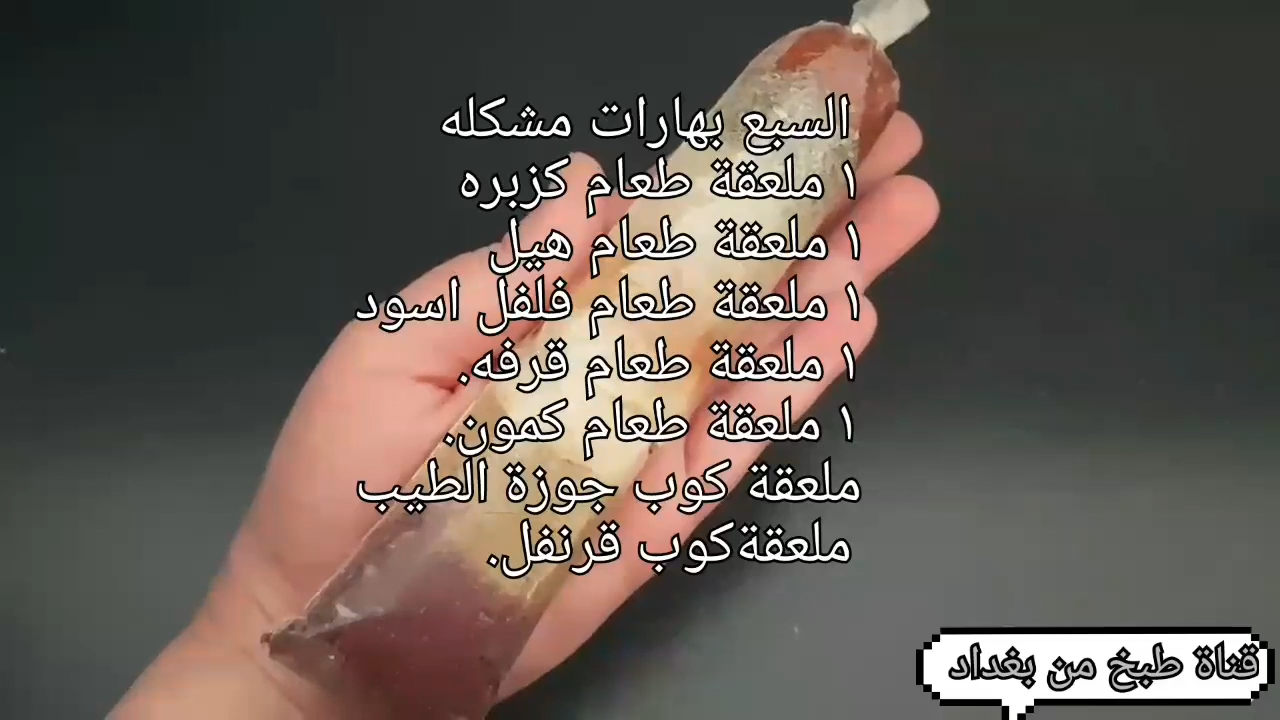 السبع بهارات مشكله
١ ملعقة طعام كزبره
١ ملعقة طعام هيل
١ ملعقة طعام فلفل اسود
١ ملعقة طعام قرفه.
١ ملعقة طعام كمون.
ملعقة كوب جوزة الطيب
ملعقةكوب قرنفل.
قناة طبخ من بغداد